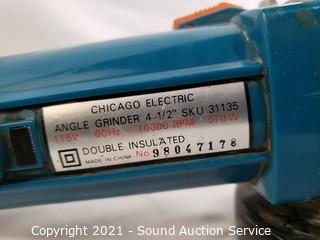 CHICAGO ELECTRIC
ANGLE GRINDER 4-1/2" SKU 31135
115V 60Hz 10000 RPM 570W
DOUBLE INSULATED
MADE IN CHINA No 98047178
Copyright 2021 - Sound Auction Service